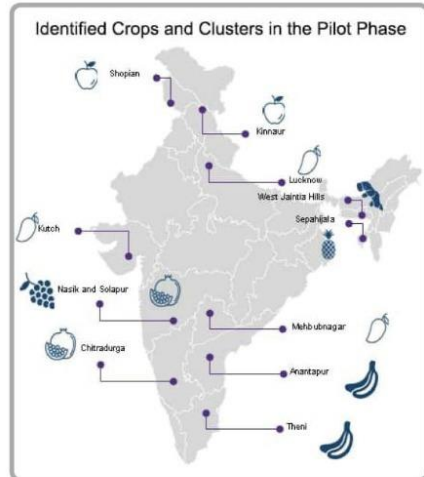 Identified Crops and Clusters in the Pilot Phase
Shopian
Kinnaur
Lucknow
West Jaintia Hills
Sepahijala
Kutch
Nasik and Solapur
Mehbubnagar
Chitradurga
Anantapur
Theni